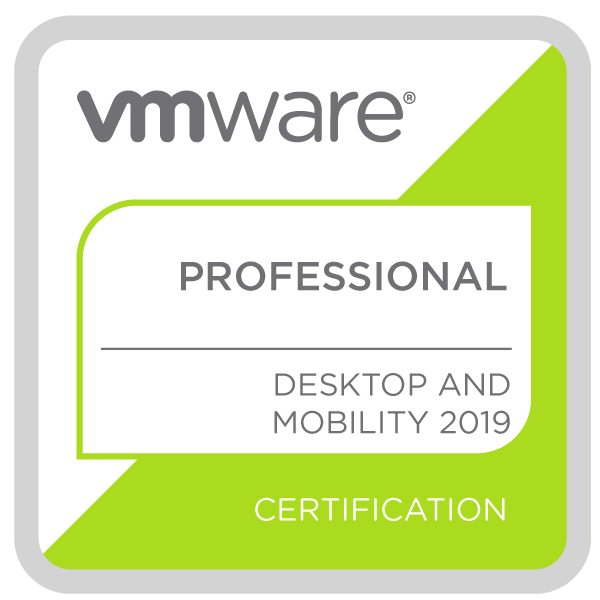 vmware®
PROFESSIONAL
DESKTOP AND
MOBILITY 2019
CERTIFICATION